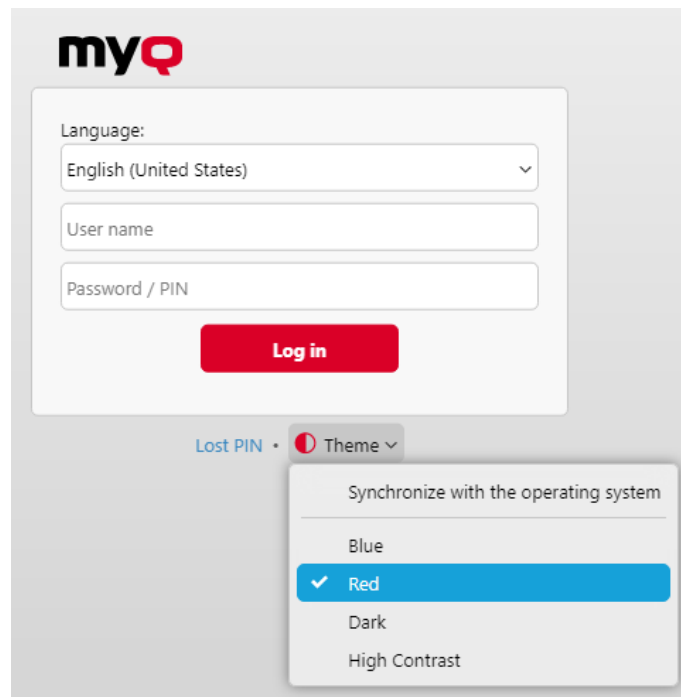 myQ
Language:
English (United States)
User name
Password / PIN
Log in
Lost PIN • Theme
Synchronize with the operating system
Blue
Red
Dark
High Contrast